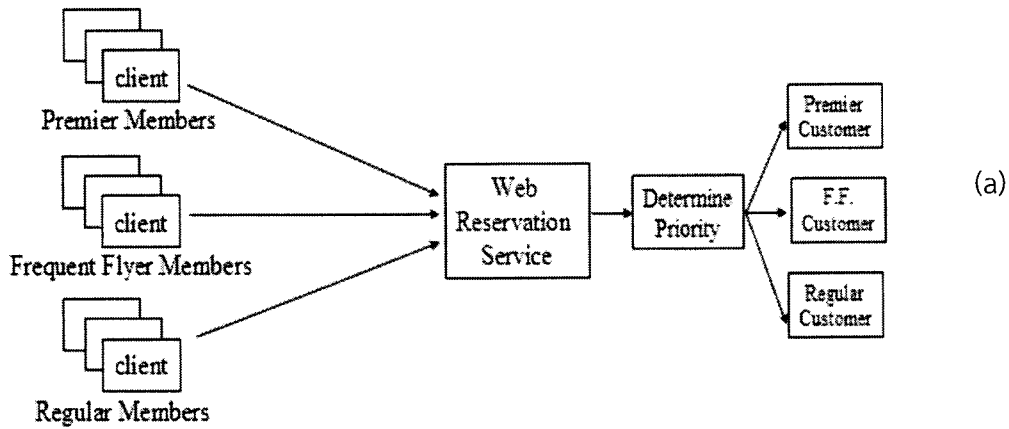 client
Premier Members
client
Frequent Flyer Members
client
Regular Members
Web
Reservation
Service
Determine
Priority
Premier
Customer
F.F.
Customer
Regular
Customer
(a)